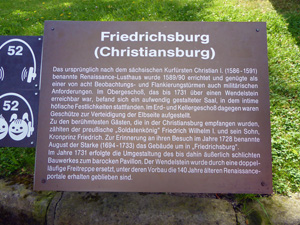 52
52
Friedrichsburg
(Christiansburg)
Das ursprünglich nach dem sächsischen Kurfürsten Christian I. (1586 - 1591)
benannte Renaissance-Lusthaus wurde 1589/90 errichtet und genügte als
einer von acht Beobachtungs- und Flankierungstürmen auch militärischen
Anforderungen. Im Obergeschoß, das bis 1731 über einen Wendelstein
erreichbar war, befand sich ein aufwendig gestalteter Saal, in dem intime
höfische Festlichkeiten stattfanden. Im Erd- und Kellergeschoß dagegen waren
Geschütze zur Verteidigung der Elbseite aufgestellt.
Zu den berühmtesten Gästen, die in der Christiansburg empfangen wurden,
zählten der preußische „Soldatenkönig" Friedrich Wilhelm I. und sein Sohn,
Kronprinz Friedrich. Zur Erinnerung an ihren Besuch im Jahre 1728 benannte
August der Starke (1694 - 1733) das Gebäude um in „Friedrichsburg".
Im Jahre 1731 erfolgte die Umgestaltung des bis dahin äußerlich schlichten
Bauwerkes zum barocken Pavillon. Der Wendelstein wurde durch eine doppel-
läufige Freitreppe ersetzt, unter deren Vorbau die 140 Jahre älteren Renaissance-
portale erhalten geblieben sind.